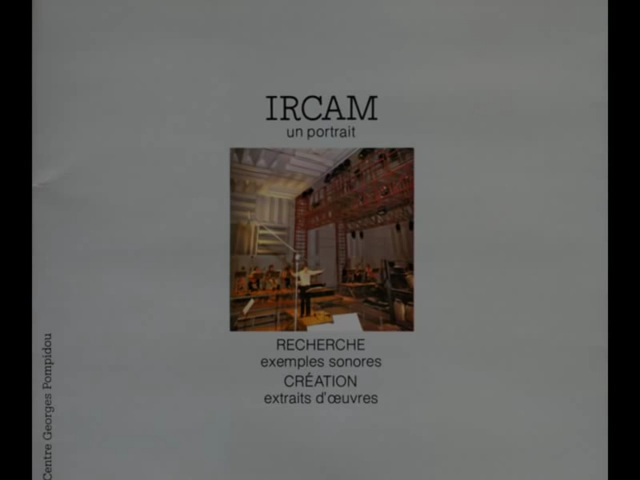 IRCAM
un portrait
RECHERCHE
exemples sonores
CRÉATION
extraits d'œuvres
Centre Georges Pompidou